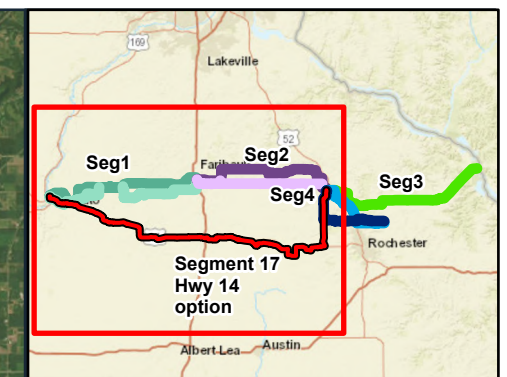 169
Lakeville
52
Seg1
Seg2
Seg3
Seg4
Rochester
Segment 17
Hwy 14
option
Albert Lea
Austin